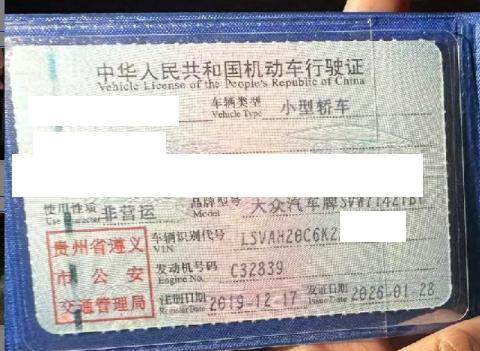 中华人民共和国机动车行驶证
Vehicle License of the People's Republic of China
车辆类型 小型轿车
Vehicle Type
使用性质 非营运
Use Character
品牌型号 大众汽车牌
Model
贵州省遵义
市公安
交通管理局
车辆识别代号 LSVAH28C6K2
VIN
发动机号码 C32839
Engine No.
注册日期 2019-12-17
Register Date
发证日期 2026-01-28
Issue Date